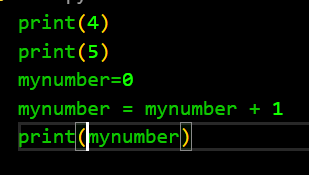 print(4)
print(5)
mynumber=0
mynumber = mynumber + 1
print(mynumber)